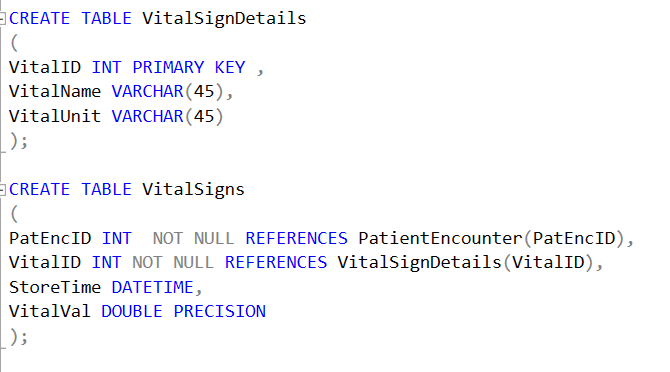 CREATE TABLE VitalSignDetails
(
VitalID INT PRIMARY KEY ,
VitalName VARCHAR(45),
VitalUnit VARCHAR(45)
);
CREATE TABLE VitalSigns
(
PatEncID INT  NOT NULL REFERENCES PatientEncounter(PatEncID),
VitalID INT NOT NULL REFERENCES VitalSignDetails(VitalID),
StoreTime DATETIME,
VitalVal DOUBLE PRECISION
);